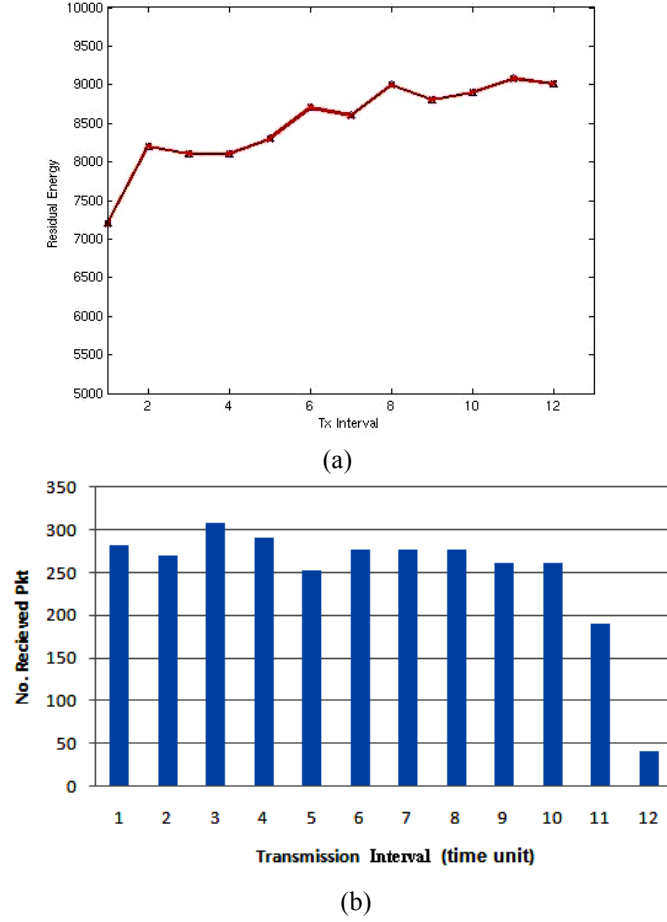 10000
9500
9000
8500
8000
7500
7000
6500
6000
5500
5000
Residual Energy
2 4 6 8 10 12
Tx Interval
(a)
350
300
250
200
150
100
50
0
No. Recieved Pkt
1 2 3 4 5 6 7 8 9 10 11 12
Transmission Interval (time unit)
(b)